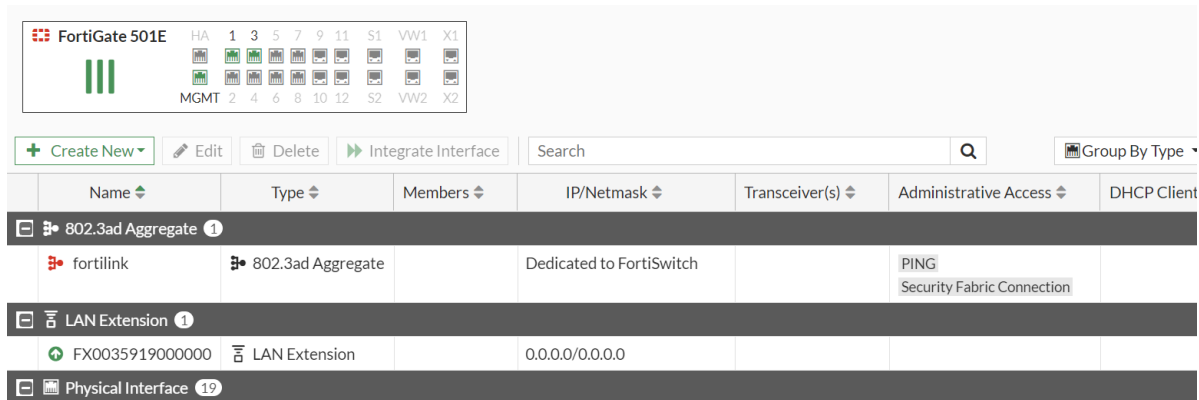 FortiGate 501E HA 1 3 5 7 9 11 S1 VW1 X1
MGMT 2 4 6 8 10 12 S2 VW2 X2
Create New Edit Delete Integrate Interface Search Group By Type
Name Type Members IP/Netmask Transceiver(s) Administrative Access DHCP Client
802.3ad Aggregate 1
fortilink 802.3ad Aggregate Dedicated to FortiSwitch PING
Security Fabric Connection
LAN Extension 1
FX0035919000000 LAN Extension 0.0.0.0/0.0.0.0
Physical Interface 19